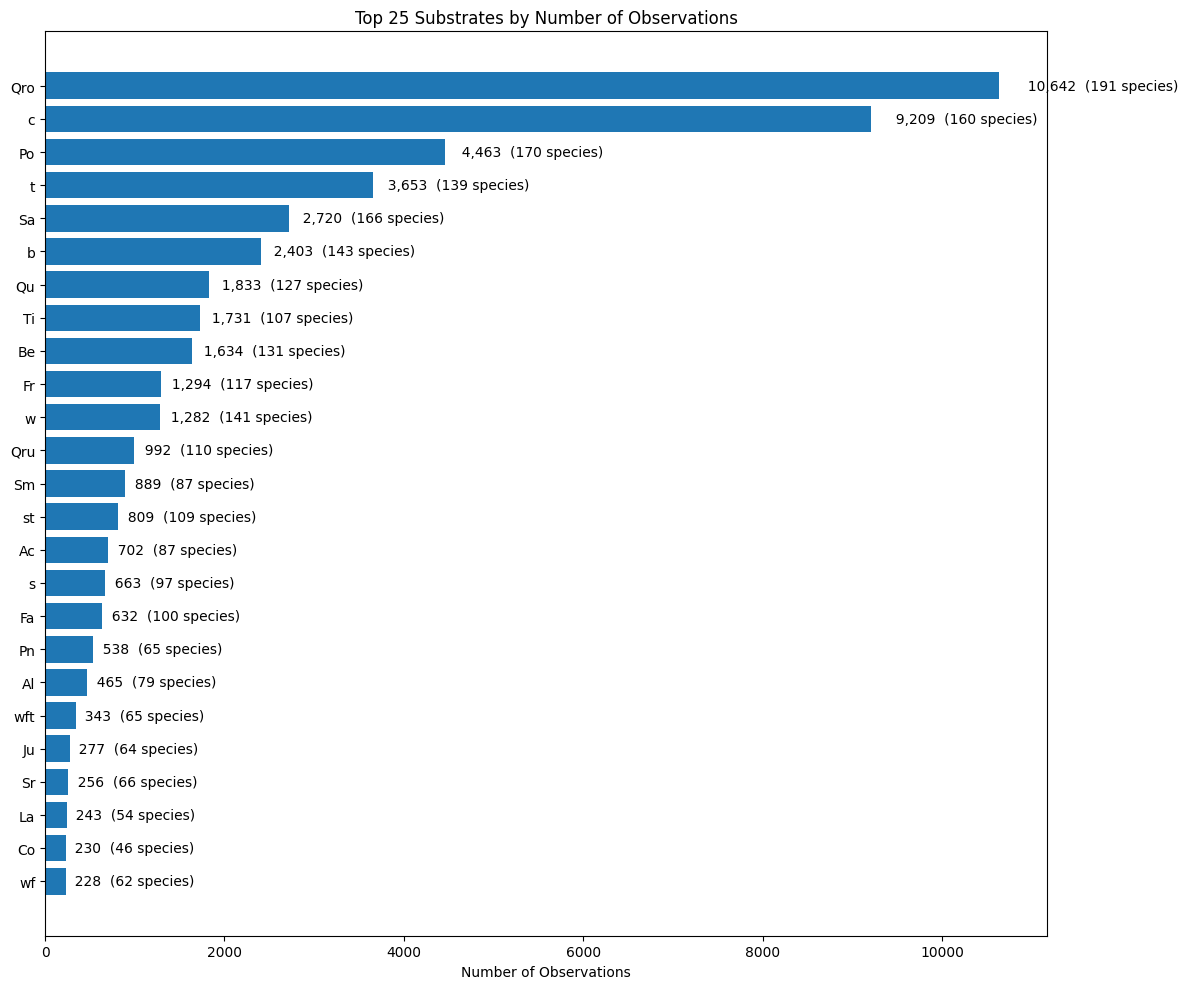 Top 25 Substrates by Number of Observations
Qro 10,642 (191 species)
c 9,209 (160 species)
Po 4,463 (170 species)
t 3,653 (139 species)
Sa 2,720 (166 species)
b 2,403 (143 species)
Qu 1,833 (127 species)
Ti 1,731 (107 species)
Be 1,634 (131 species)
Fr 1,294 (117 species)
w 1,282 (141 species)
Qru 992 (110 species)
Sm 889 (87 species)
st 809 (109 species)
Ac 702 (87 species)
s 663 (97 species)
Fa 632 (100 species)
Pn 538 (65 species)
Al 465 (79 species)
wft 343 (65 species)
Ju 277 (64 species)
Sr 256 (66 species)
La 243 (54 species)
Co 230 (46 species)
wf 228 (62 species)
0 2000 4000 6000 8000 10000
Number of Observations